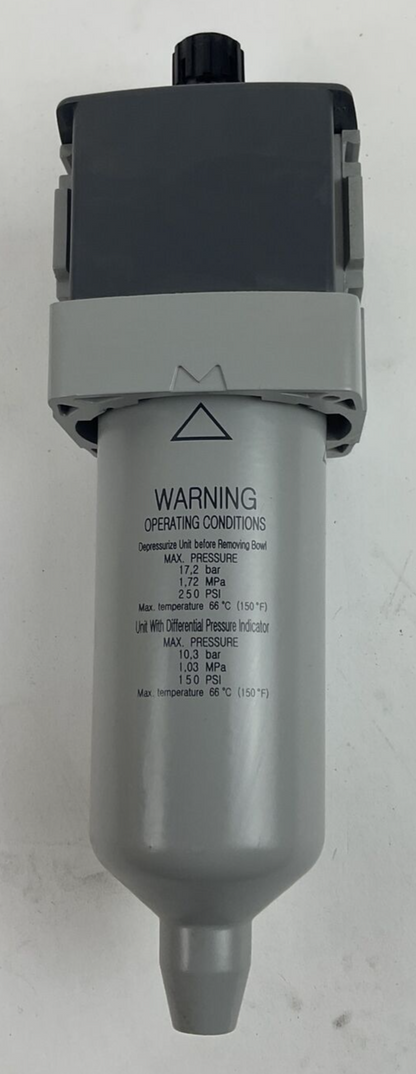 WARNING
OPERATING CONDITIONS
Depressurize Unit before Removing Bowl
MAX. PRESSURE
17,2 bar
1,72 MPa
250 PSI
Max. temperature 66 °C (150 °F)
Unit With Differential Pressure Indicator
MAX. PRESSURE
10,3 bar
1,03 MPa
150 PSI
Max. temperature 66 °C (150 °F)